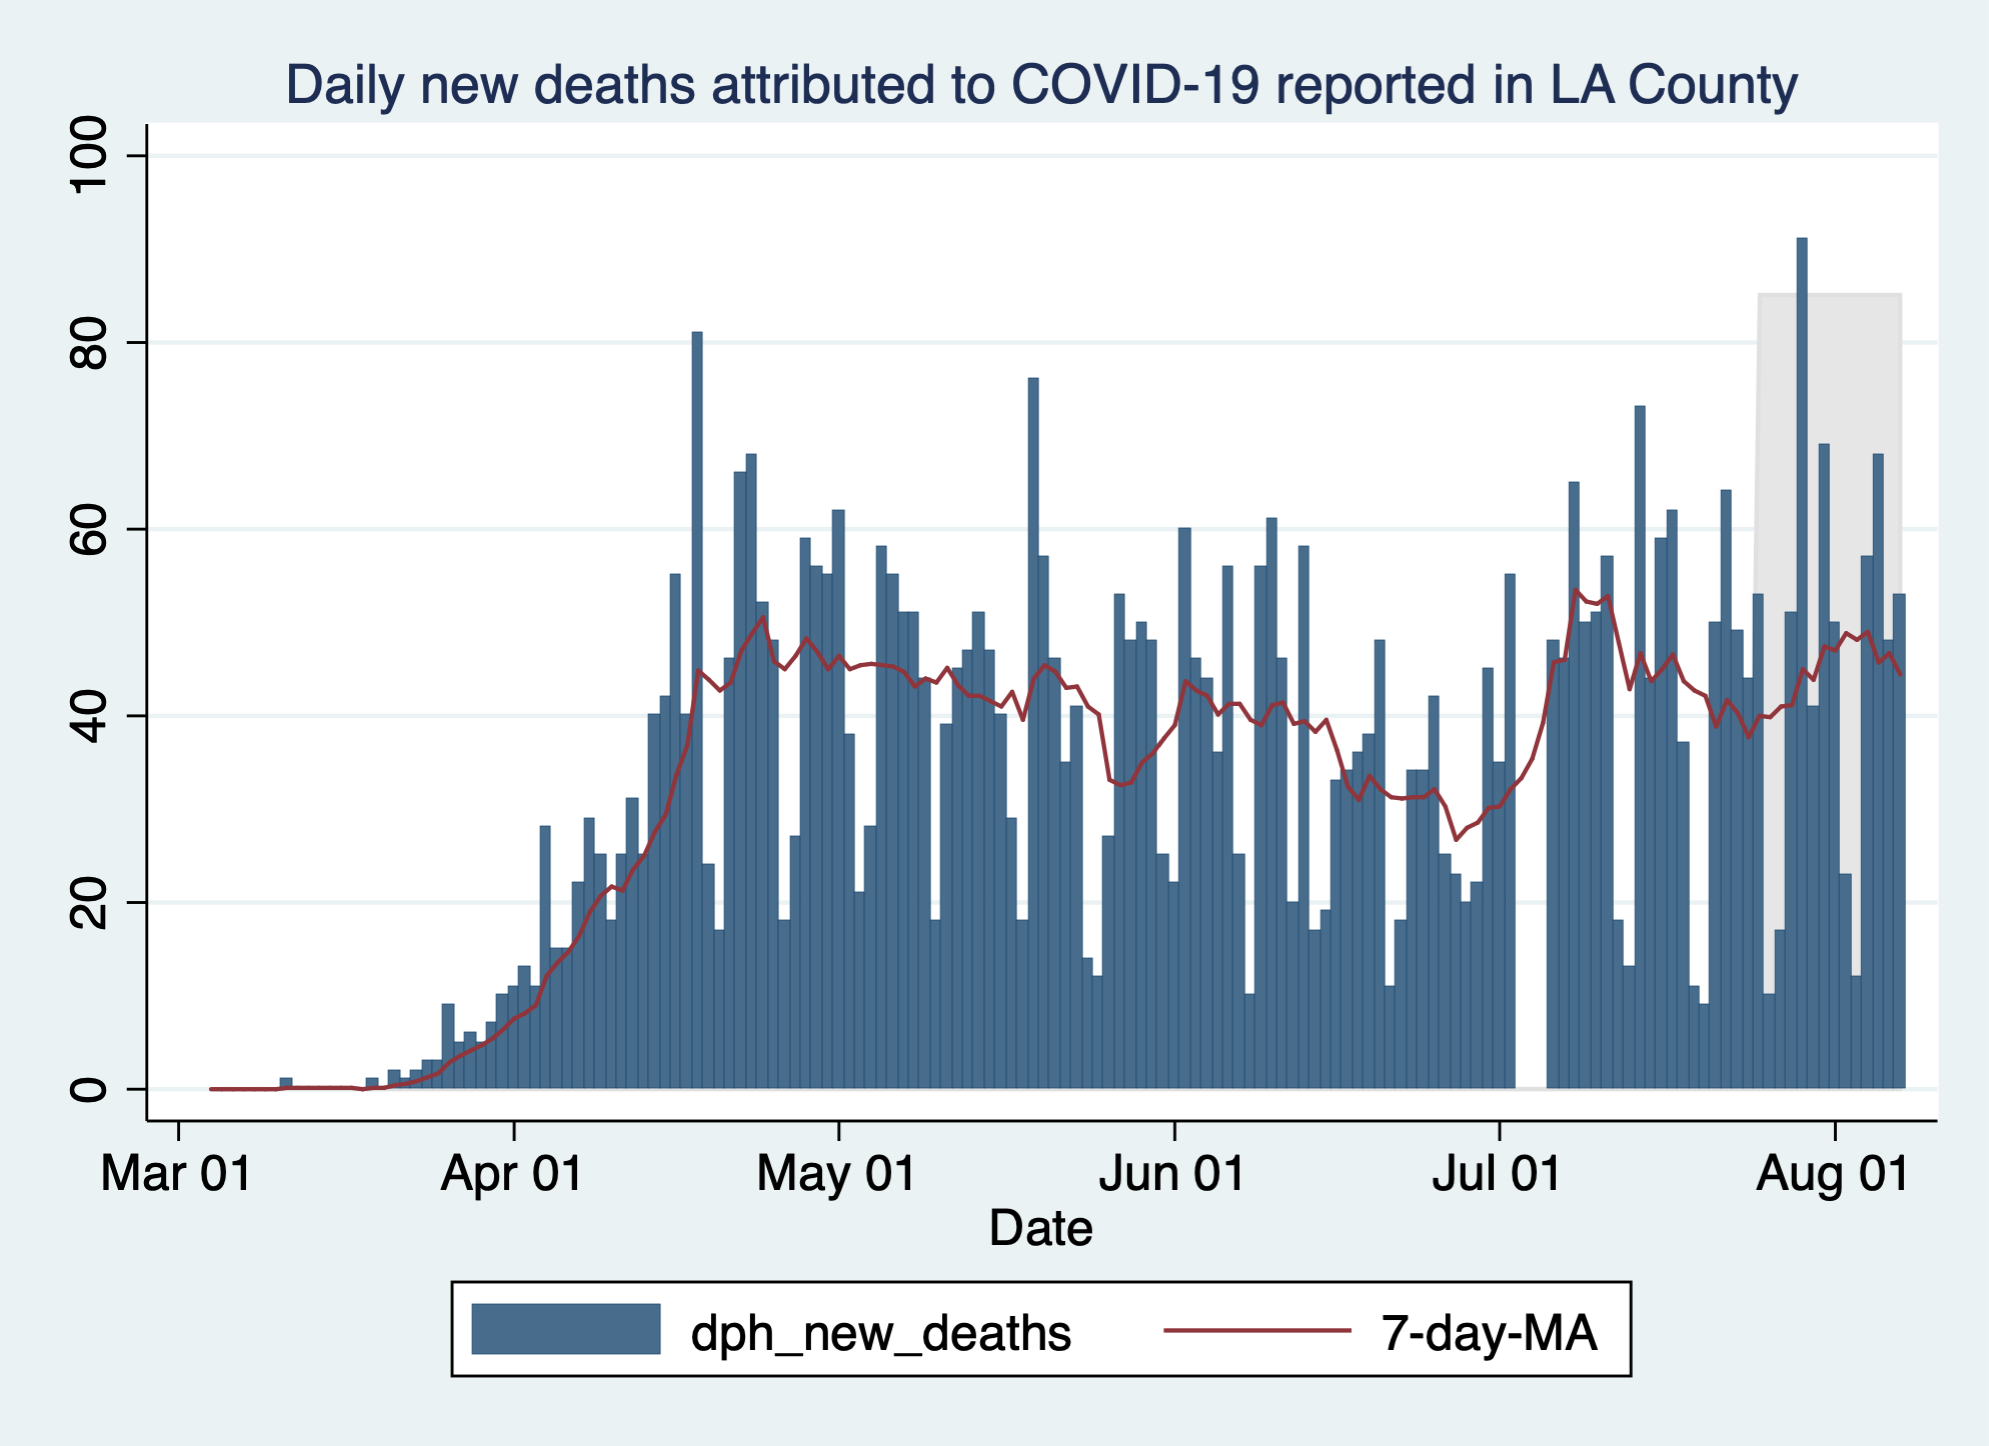 Daily new deaths attributed to COVID-19 reported in LA County
100
80
60
40
20
0
Mar 01 Apr 01 May 01 Jun 01 Jul 01 Aug 01
Date
dph_new_deaths 7-day-MA